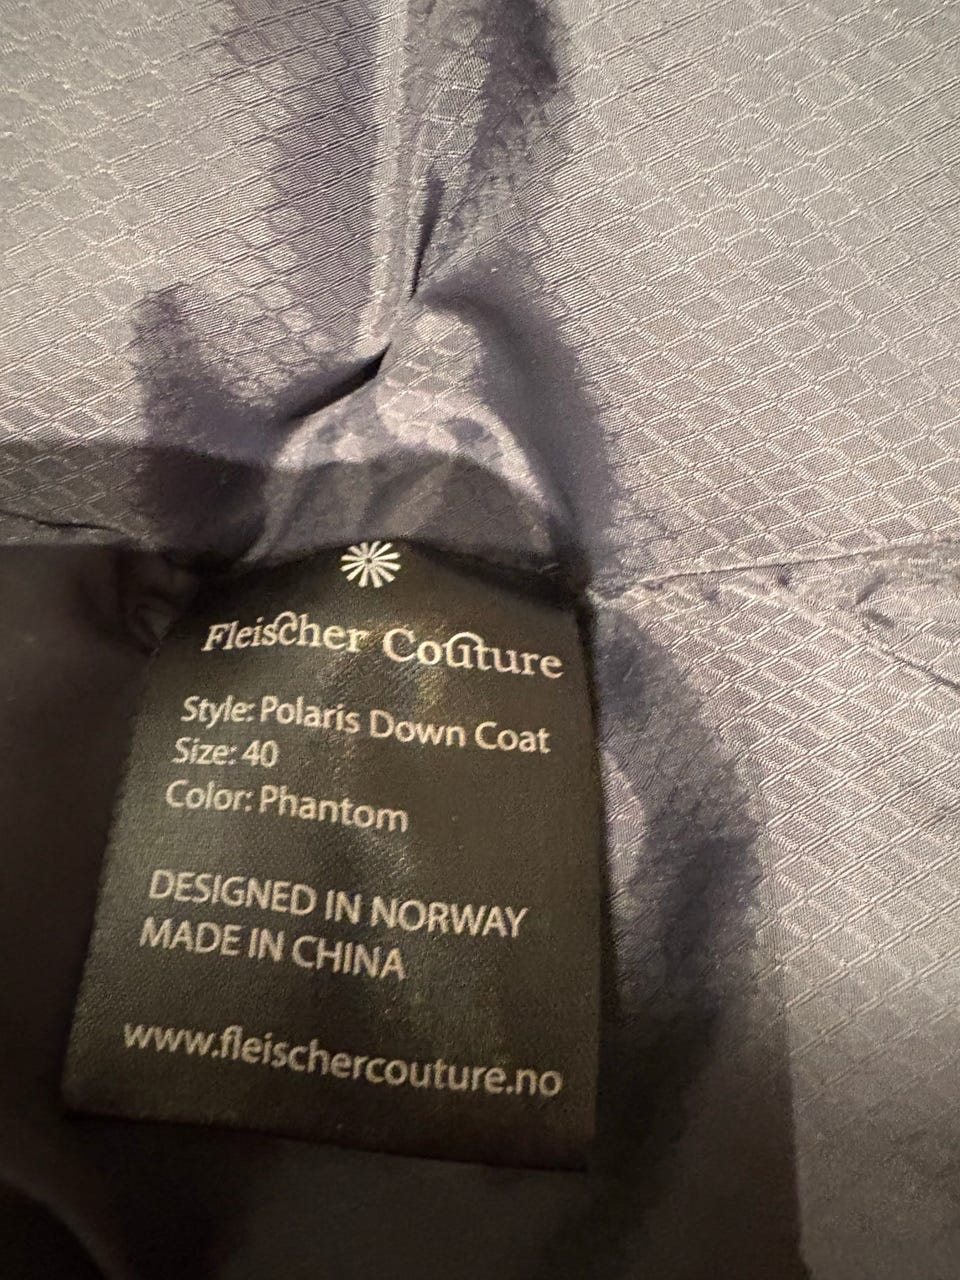 Fleischer Couture
Style: Polaris Down Coat
Size: 40
Color: Phantom
DESIGNED IN NORWAY
MADE IN CHINA
www.fleischercouture.no